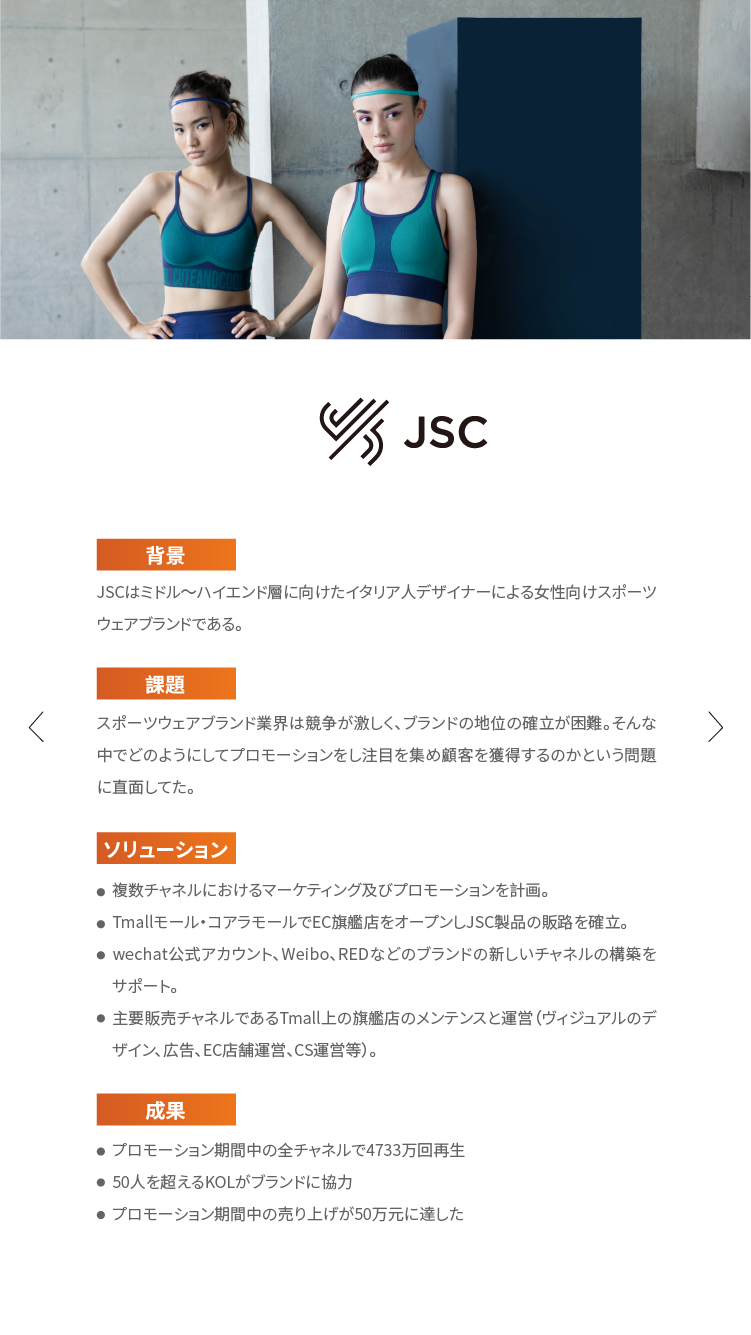 CUTEANDCOOL
JSC
背景
JSCはミドル〜ハイエンド層に向けたイタリア人デザイナーによる女性向けスポーツ
ウェアブランドである。
課題
スポーツウェアブランド業界は競争が激しく、ブランドの地位の確立が困難。そんな
中でどのようにしてプロモーションをし注目を集め顧客を獲得するのかという問題
に直面してた。
ソリューション
● 複数チャネルにおけるマーケティング及びプロモーションを計画。
● Tmallモール・コアラモールでEC旗艦店をオープンしJSC製品の販路を確立。
● wechat公式アカウント、Weibo、REDなどのブランドの新しいチャネルの構築を
サポート。
● 主要販売チャネルであるTmall上の旗艦店のメンテンスと運営（ヴィジュアルのデ
ザイン、広告、EC店舗運営、CS運営等）。
成果
● プロモーション期間中の全チャネルで4733万回再生
● 50人を超えるKOLがブランドに協力
● プロモーション期間中の売り上げが50万元に達した